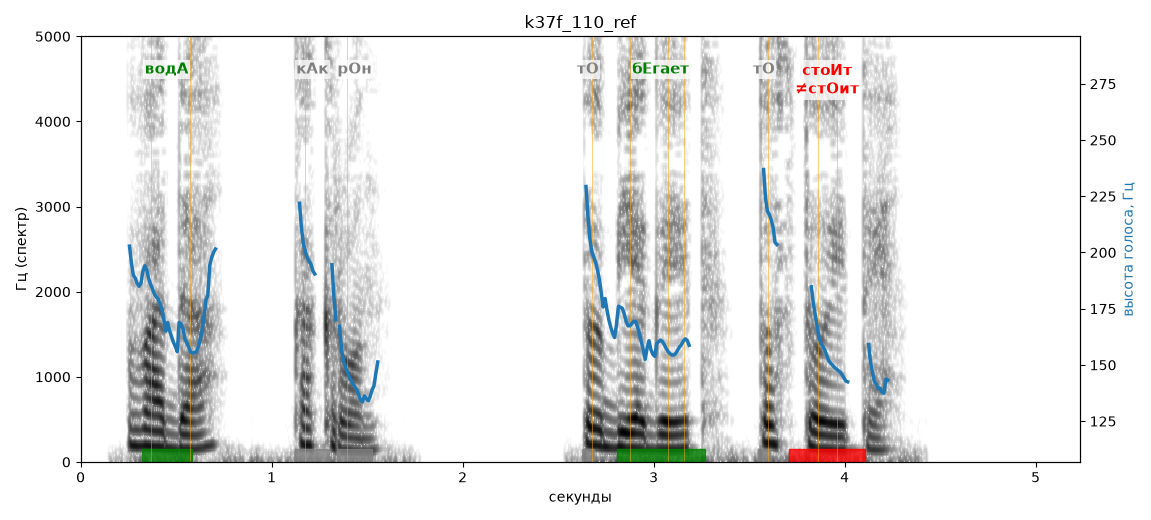 k37f_110_ref
Гц (спектр)
5000
4000
3000
2000
1000
0
водА
кАк рОн
тО бЕгает
тО стоИт
≠стОит
275
250
225
200
175
150
125
высота голоса, Гц
0 1 2 3 4 5
секунды